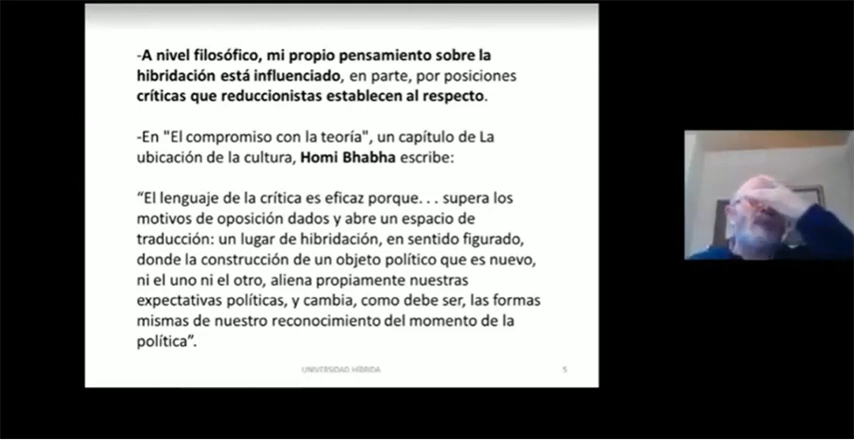 -A nivel filosófico, mi propio pensamiento sobre la
hibridación está influenciado, en parte, por posiciones
críticas que reduccionistas establecen al respecto.
-En "El compromiso con la teoría", un capítulo de La
ubicación de la cultura, Homi Bhabha escribe:
“El lenguaje de la crítica es eficaz porque. . . supera los
motivos de oposición dados y abre un espacio de
traducción: un lugar de hibridación, en sentido figurado,
donde la construcción de un objeto político que es nuevo,
ni el uno ni el otro, aliena propiamente nuestras
expectativas políticas, y cambia, como debe ser, las formas
mismas de nuestro reconocimiento del momento de la
política”.
UNIVERSIDAD HÍBRIDA
5